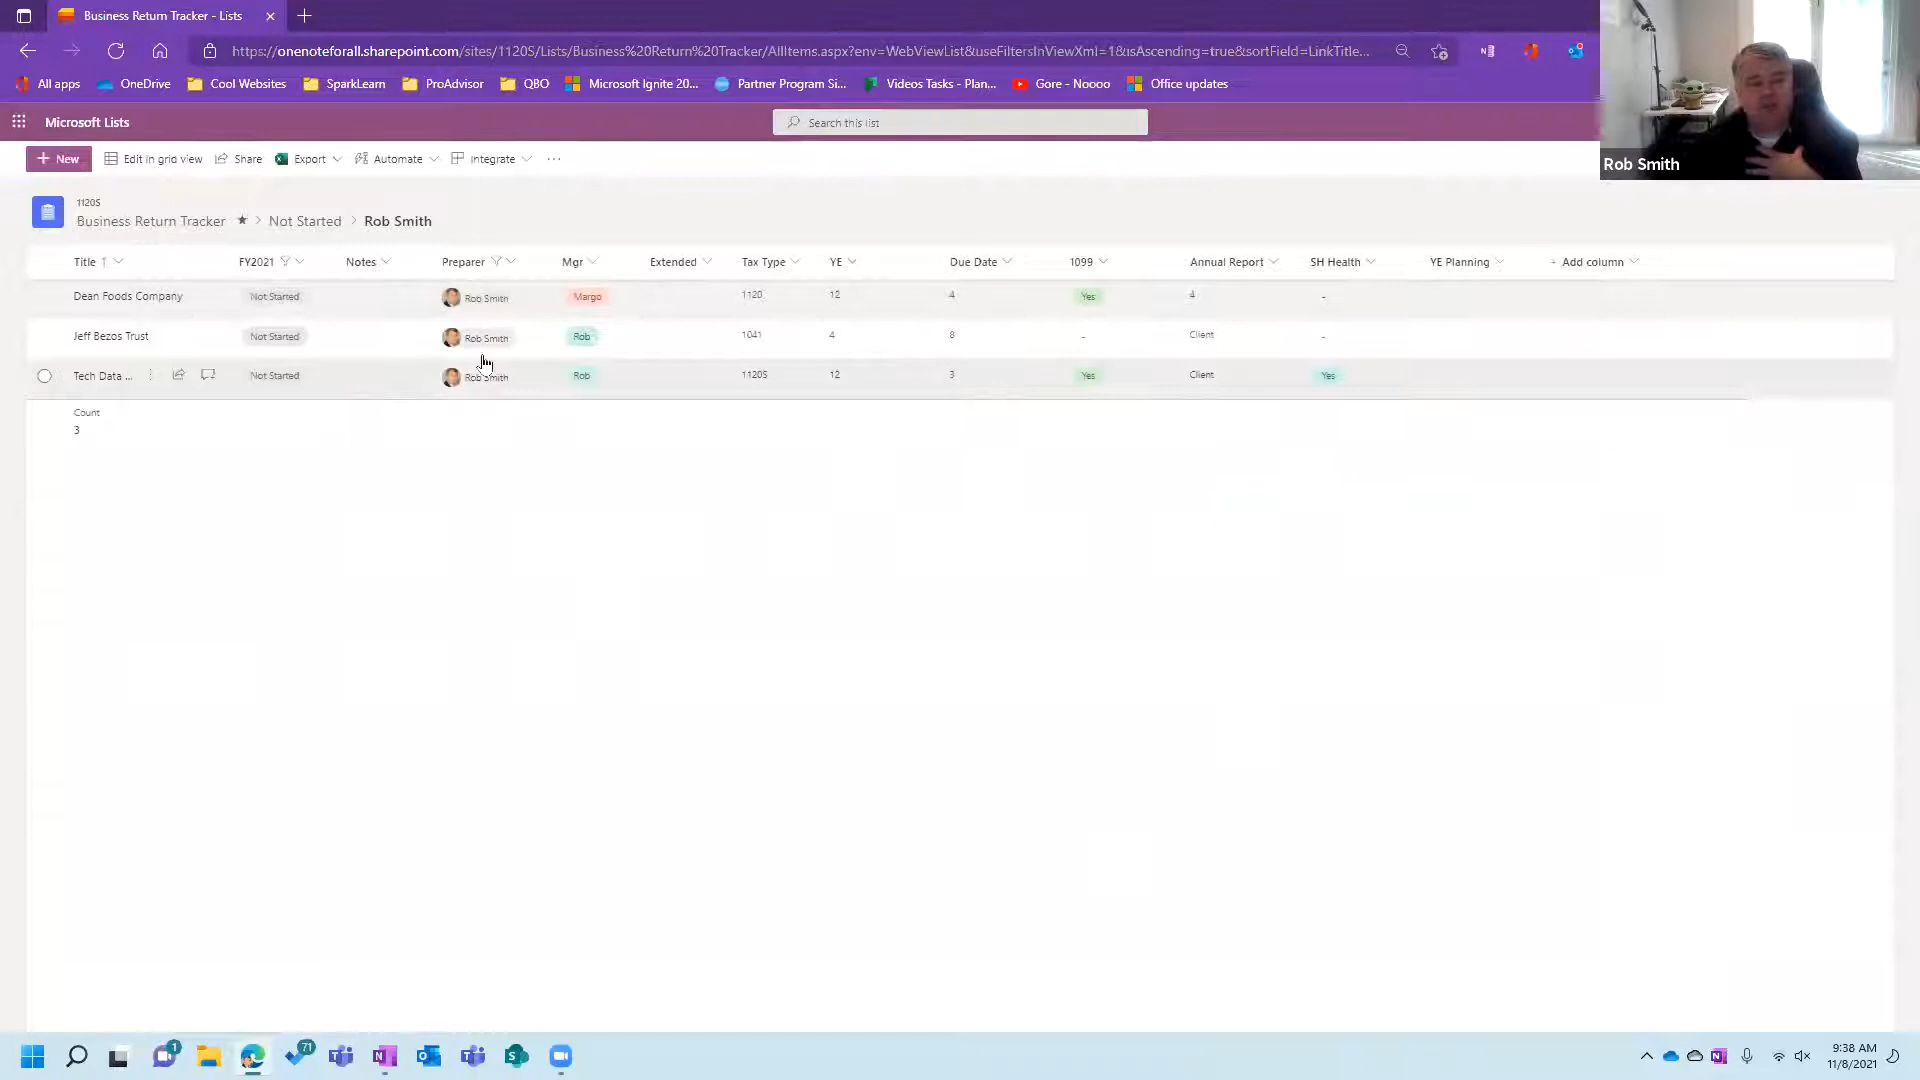 Business Return Tracker - Lists
https://onenoteforall.sharepoint.com/sites/1120S/Lists/Business%20Return%20Tracker/AllItems.aspx?env=WebViewList&useFiltersInViewXml=1&isAscending=true&sortField=LinkTitle...
All apps OneDrive Cool Websites SparkLearn ProAdvisor QBO Microsoft Ignite 20... Partner Program Si... Videos Tasks - Plan... Gore - Noooo Office updates
Microsoft Lists
Search this list
Rob Smith
+ New Edit in grid view Share Export Automate Integrate ...
1120S
Business Return Tracker ★ > Not Started > Rob Smith
Title ↑ FY2021 Notes Preparer Mgr Extended Tax Type YE Due Date 1099 Annual Report SH Health YE Planning + Add column
Dean Foods Company Not Started Rob Smith Margo 1120 12 4 Yes 4 -
Jeff Bezos Trust Not Started Rob Smith Rob 1041 4 8 - Client -
Tech Data ... Not Started Rob Smith Rob 1120S 12 3 Yes Client Yes
Count
3
1
71
9:38 AM
11/8/2021